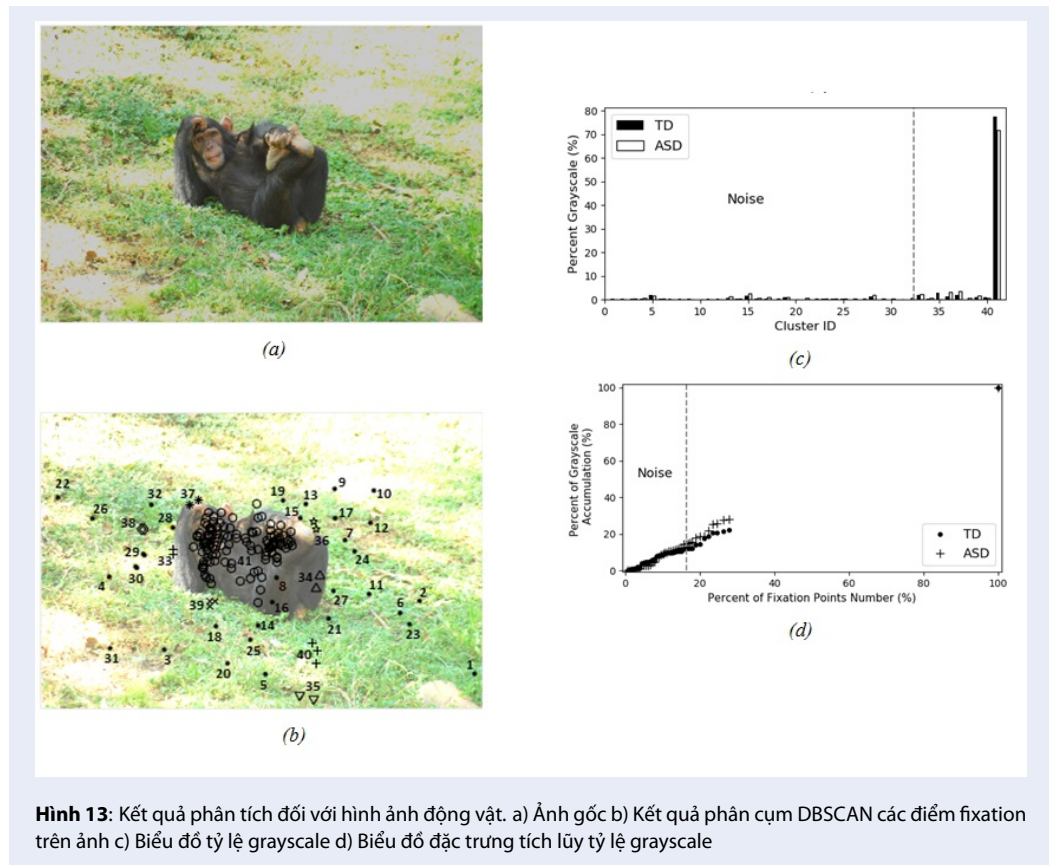 (a)
80
70
60
50
40
30
20
10
0
Percent Grayscale (%)
TD
ASD
Noise
0 5 10 15 20 25 30 35 40
Cluster ID
(c)
22
26
32
37
38
28
29
33
30
4
31
3
18
39
20
25
14
5
16
8
41
19
13
15
9
10
17
36
12
7
24
34
27
11
2
6
23
21
40
35
1
(b)
100
80
60
40
20
0
Percent of Grayscale
Accumulation (%)
Noise
TD
ASD
0 20 40 60 80 100
Percent of Fixation Points Number (%)
(d)
Hình 13: Kết quả phân tích đối với hình ảnh động vật. a) Ảnh gốc b) Kết quả phân cụm DBSCAN các điểm fixation
trên ảnh c) Biểu đồ tỷ lệ grayscale d) Biểu đồ đặc trưng tích lũy tỷ lệ grayscale